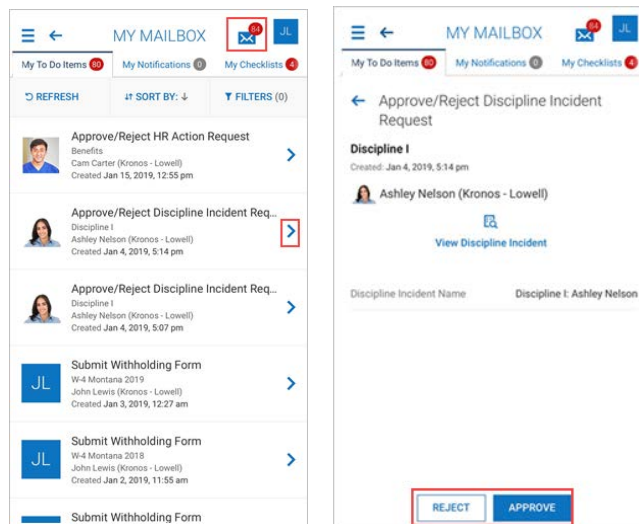 MY MAILBOX
84
JL
My To Do Items 80
My Notifications 0
My Checklists 4
REFRESH
SORT BY:
FILTERS (0)
Approve/Reject HR Action Request
Benefits
Cam Carter (Kronos - Lowell)
Created Jan 15, 2019, 12:55 pm
Approve/Reject Discipline Incident Req...
Discipline I
Ashley Nelson (Kronos - Lowell)
Created Jan 4, 2019, 5:14 pm
Approve/Reject Discipline Incident Req...
Discipline I
Ashley Nelson (Kronos - Lowell)
Created Jan 4, 2019, 5:07 pm
JL
Submit Withholding Form
W-4 Montana 2019
John Lewis (Kronos - Lowell)
Created Jan 3, 2019, 12:27 am
JL
Submit Withholding Form
W-4 Montana 2018
John Lewis (Kronos - Lowell)
Created Jan 2, 2019, 11:55 am
Submit Withholding Form
MY MAILBOX
84
JL
My To Do Items 80
My Notifications 0
My Checklists 4
Approve/Reject Discipline Incident
Request
Discipline I
Created: Jan 4, 2019, 5:14 pm
Ashley Nelson (Kronos - Lowell)
View Discipline Incident
Discipline Incident Name
Discipline I: Ashley Nelson
REJECT
APPROVE